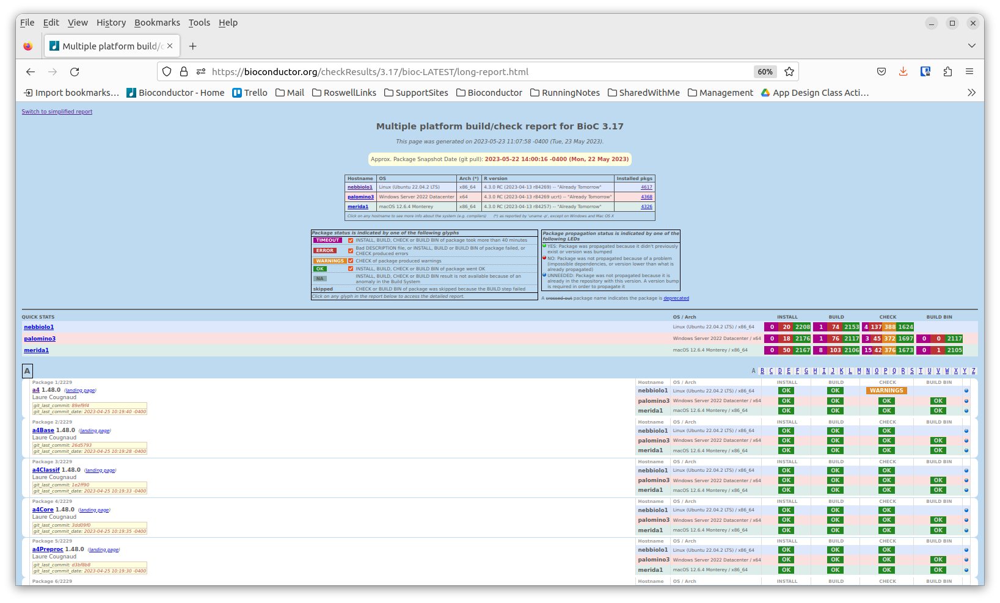 File Edit View History Bookmarks Tools Help
Multiple platform build/c
https://bioconductor.org/checkResults/3.17/bioc-LATEST/long-report.html 60%
Import bookmarks… Bioconductor - Home Trello Mail RoswellLinks SupportSites Bioconductor RunningNotes SharedWithMe Management App Design Class Acti…
Switch to simplified report
Multiple platform build/check report for BioC 3.17
This page was generated on 2023-05-23 11:07:58 -0400 (Tue, 23 May 2023).
Approx. Package Snapshot Date (git pull): 2023-05-22 14:00:16 -0400 (Mon, 22 May 2023)
Hostname OS Arch (*) R version Installed pkgs
nebbiolo1 Linux (Ubuntu 22.04.2 LTS) x86_64 4.3.0 RC (2023-04-13 r84269) -- "Already Tomorrow" 4617
palomino3 Windows Server 2022 Datacenter x64 4.3.0 RC (2023-04-13 r84269 ucrt) -- "Already Tomorrow" 4368
merida1 macOS 12.6.4 Monterey x86_64 4.3.0 RC (2023-04-13 r84257) -- "Already Tomorrow" 4326
Click on any hostname to see more info about the system (e.g. compilers) (*) as reported by 'uname -p', except on Windows and Mac OS X
Package status is indicated by one of the following glyphs
TIMEOUT INSTALL, BUILD, CHECK or BUILD BIN of package took more than 40 minutes
ERROR Bad DESCRIPTION file, or INSTALL, BUILD or BUILD BIN of package failed, or
CHECK produced errors
WARNINGS CHECK of package produced warnings
OK INSTALL, BUILD, CHECK or BUILD BIN of package went OK
NA INSTALL, BUILD, CHECK or BUILD BIN result is not available because of an
anomaly in the Build System
skipped CHECK or BUILD BIN of package was skipped because the BUILD step failed
Click on any glyph in the report below to access the detailed report.
Package propagation status is indicated by one of the
following LEDs
YES: Package was propagated because it didn't previously
exist or version was bumped
NO: Package was not propagated because of a problem
(impossible dependencies, or version lower than what is
already propagated)
UNNEEDED: Package was not propagated because it is
already in the repository with this version. A version bump
is required in order to propagate it
A crossed-out package name indicates the package is deprecated
QUICK STATS OS / Arch INSTALL BUILD CHECK BUILD BIN
nebbiolo1 Linux (Ubuntu 22.04.2 LTS) / x86_64 0 20 2208 1 74 2153 4 137 388 1624
palomino3 Windows Server 2022 Datacenter / x64 0 18 2176 1 76 2117 3 45 372 1697 0 0 2117
merida1 macOS 12.6.4 Monterey / x86_64 0 50 2167 8 103 2106 15 42 376 1673 0 1 2105
A A B C D E F G H I J K L M N O P Q R S T U V W X Y Z
Package 1/2229 Hostname OS / Arch INSTALL BUILD CHECK BUILD BIN
a4 1.48.0 (landing page) nebbiolo1 Linux (Ubuntu 22.04.2 LTS) / x86_64 OK OK WARNINGS
Laure Cougnaud palomino3 Windows Server 2022 Datacenter / x64 OK OK OK OK
git_last_commit: 89ef9f4
git_last_commit_date: 2023-04-25 10:19:40 -0400 merida1 macOS 12.6.4 Monterey / x86_64 OK OK OK OK
Package 2/2229 Hostname OS / Arch INSTALL BUILD CHECK BUILD BIN
a4Base 1.48.0 (landing page) nebbiolo1 Linux (Ubuntu 22.04.2 LTS) / x86_64 OK OK OK
Laure Cougnaud palomino3 Windows Server 2022 Datacenter / x64 OK OK OK OK
git_last_commit: 26d5793
git_last_commit_date: 2023-04-25 10:19:28 -0400 merida1 macOS 12.6.4 Monterey / x86_64 OK OK OK OK
Package 3/2229 Hostname OS / Arch INSTALL BUILD CHECK BUILD BIN
a4Classif 1.48.0 (landing page) nebbiolo1 Linux (Ubuntu 22.04.2 LTS) / x86_64 OK OK OK
Laure Cougnaud palomino3 Windows Server 2022 Datacenter / x64 OK OK OK OK
git_last_commit: 1e2ff90
git_last_commit_date: 2023-04-25 10:19:33 -0400 merida1 macOS 12.6.4 Monterey / x86_64 OK OK OK OK
Package 4/2229 Hostname OS / Arch INSTALL BUILD CHECK BUILD BIN
a4Core 1.48.0 (landing page) nebbiolo1 Linux (Ubuntu 22.04.2 LTS) / x86_64 OK OK OK
Laure Cougnaud palomino3 Windows Server 2022 Datacenter / x64 OK OK OK OK
git_last_commit: 3dd09f0
git_last_commit_date: 2023-04-25 10:19:35 -0400 merida1 macOS 12.6.4 Monterey / x86_64 OK OK OK OK
Package 5/2229 Hostname OS / Arch INSTALL BUILD CHECK BUILD BIN
a4Preproc 1.48.0 (landing page) nebbiolo1 Linux (Ubuntu 22.04.2 LTS) / x86_64 OK OK OK
Laure Cougnaud palomino3 Windows Server 2022 Datacenter / x64 OK OK OK OK
git_last_commit: d3bf8b8
git_last_commit_date: 2023-04-25 10:19:30 -0400 merida1 macOS 12.6.4 Monterey / x86_64 OK OK OK OK
Package 6/2229 Hostname OS / Arch INSTALL BUILD CHECK BUILD BIN